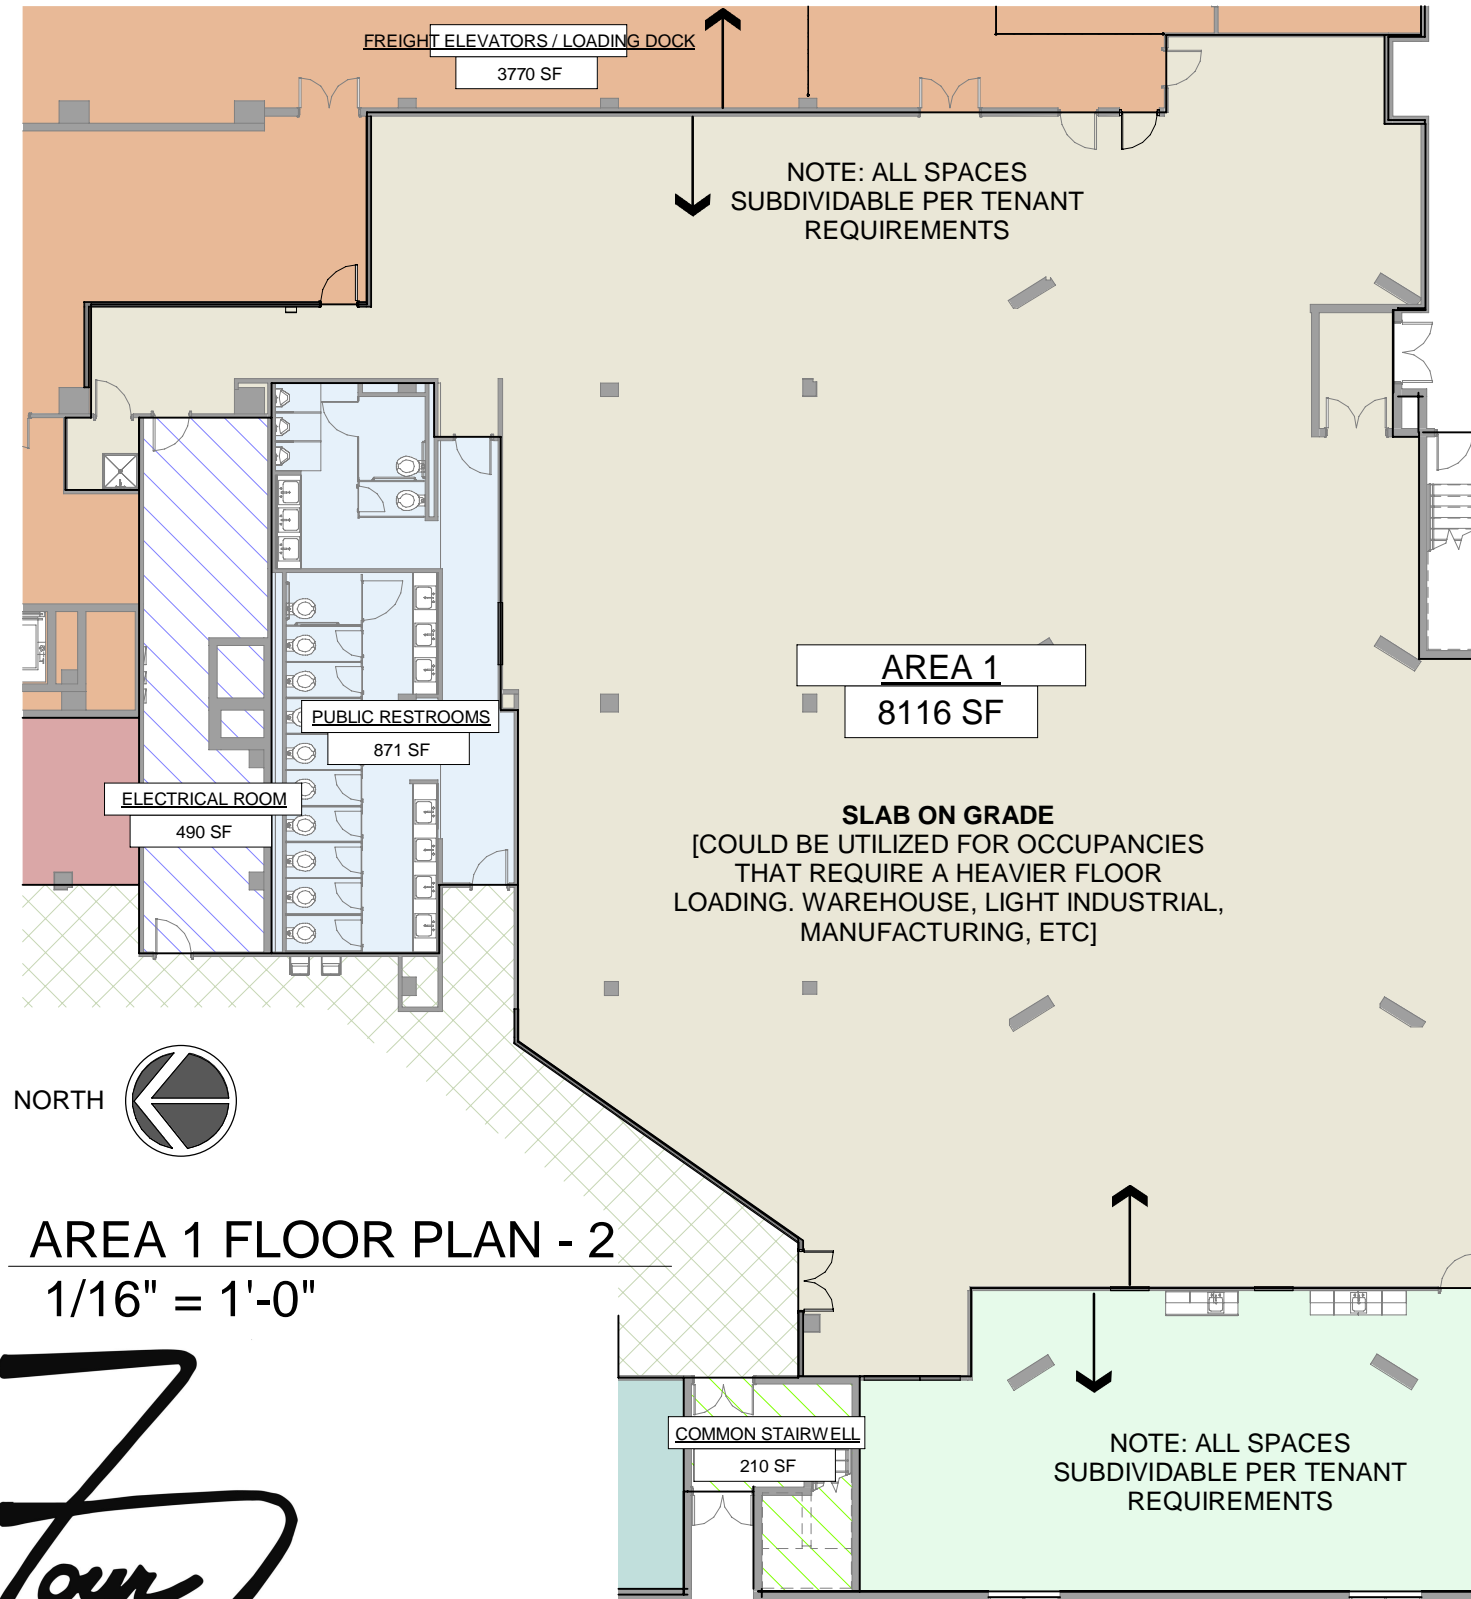 FREIGHT ELEVATORS / LOADING DOCK
3770 SF
NOTE: ALL SPACES
SUBDIVIDABLE PER TENANT
REQUIREMENTS
AREA 1
8116 SF
PUBLIC RESTROOMS
871 SF
ELECTRICAL ROOM
490 SF
SLAB ON GRADE
[COULD BE UTILIZED FOR OCCUPANCIES
THAT REQUIRE A HEAVIER FLOOR
LOADING. WAREHOUSE, LIGHT INDUSTRIAL,
MANUFACTURING, ETC]
NORTH
AREA 1 FLOOR PLAN - 2
1/16" = 1'-0"
COMMON STAIRWELL
210 SF
NOTE: ALL SPACES
SUBDIVIDABLE PER TENANT
REQUIREMENTS